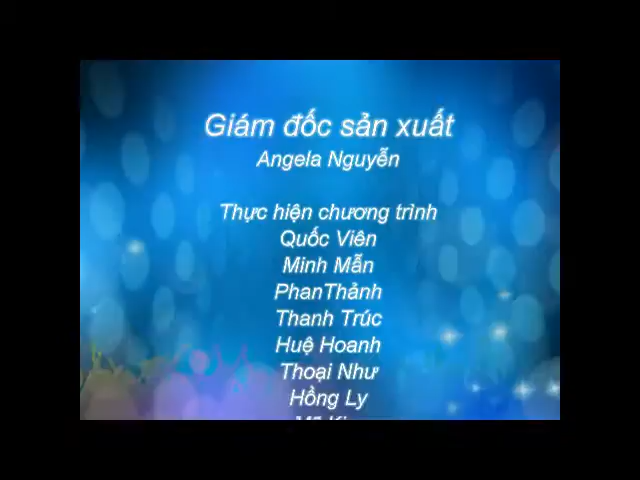 Giám đốc sản xuất
Angela Nguyễn
Thực hiện chương trình
Quốc Viên
Minh Mẫn
PhanThảnh
Thanh Trúc
Huệ Hoanh
Thoại Như
Hồng Ly